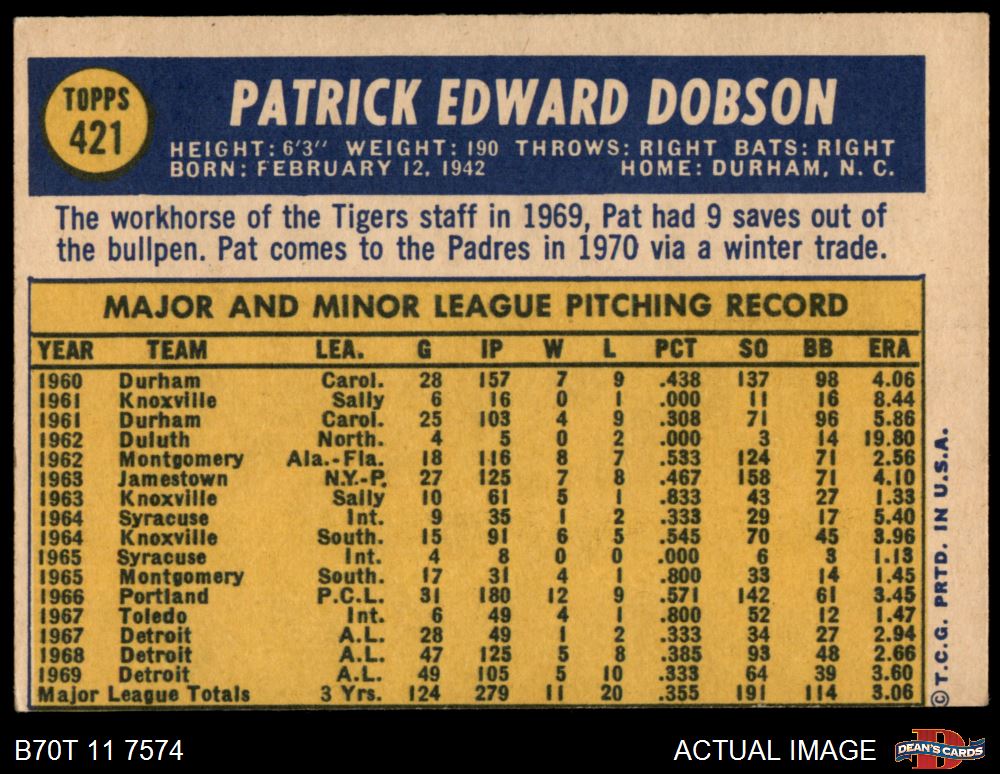 TOPPS
421
PATRICK EDWARD DOBSON
HEIGHT: 6'3" WEIGHT: 190 THROWS: RIGHT BATS: RIGHT
BORN: FEBRUARY 12, 1942 HOME: DURHAM, N. C.
The workhorse of the Tigers staff in 1969, Pat had 9 saves out of
the bullpen. Pat comes to the Padres in 1970 via a winter trade.
MAJOR AND MINOR LEAGUE PITCHING RECORD
YEAR TEAM LEA. G IP W L PCT SO BB ERA
1960 Durham Carol. 28 157 7 9 .438 137 98 4.06
1961 Knoxville Sally 6 16 0 1 .000 11 16 8.44
1961 Durham Carol. 25 103 4 9 .308 71 96 5.86
1962 Duluth North. 4 5 0 2 .000 3 14 19.80
1962 Montgomery Ala.-Fla. 18 116 8 7 .533 124 71 2.56
1963 Jamestown N.Y.-P. 27 125 7 8 .467 158 71 4.10
1963 Knoxville Sally 10 61 5 1 .833 43 27 1.33
1964 Syracuse Int. 9 35 1 2 .333 29 17 5.40
1964 Knoxville South. 15 91 6 5 .545 70 45 3.96
1965 Syracuse Int. 4 8 0 0 .000 6 3 1.13
1965 Montgomery South. 17 31 4 1 .800 33 14 1.45
1966 Portland P.C.L. 31 180 12 9 .571 142 61 3.45
1967 Toledo Int. 6 49 4 1 .800 52 12 1.47
1967 Detroit A.L. 28 49 1 2 .333 34 27 2.94
1968 Detroit A.L. 47 125 5 8 .385 93 48 2.66
1969 Detroit A.L. 49 105 5 10 .333 64 39 3.60
Major League Totals 3 Yrs. 124 279 11 20 .355 191 114 3.06
© T.C.G. PRTD. IN U.S.A.
B70T 11 7574
ACTUAL IMAGE
D
DEAN'S CARDS